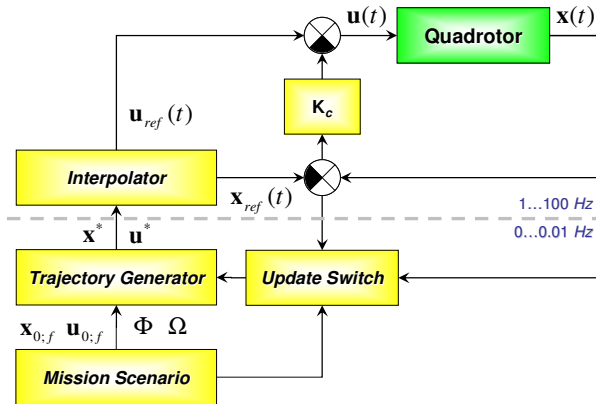 u(t)
Quadrotor
x(t)
K_c
u_ref(t)
Interpolator
x_ref(t)
1...100 Hz
0...0.01 Hz
x* u*
Trajectory Generator
Update Switch
x_0;f u_0;f Φ Ω
Mission Scenario